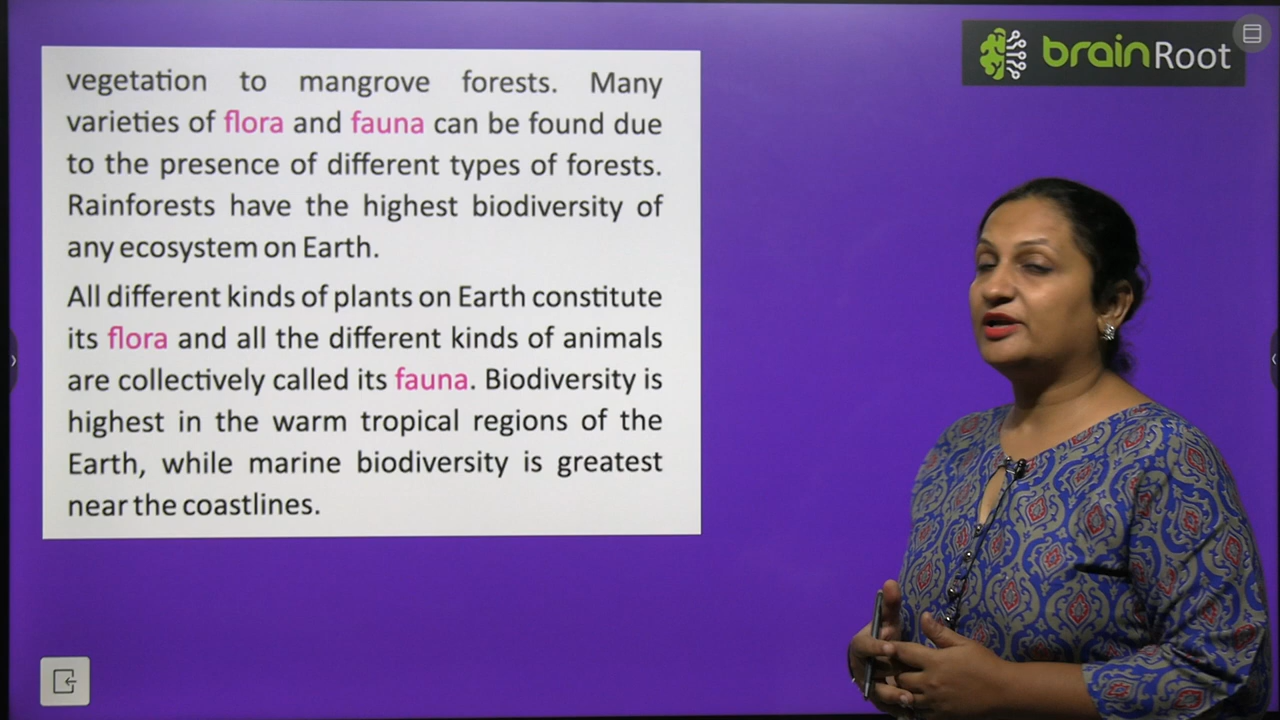 brainRoot
vegetation to mangrove forests. Many
varieties of flora and fauna can be found due
to the presence of different types of forests.
Rainforests have the highest biodiversity of
any ecosystem on Earth.
All different kinds of plants on Earth constitute
its flora and all the different kinds of animals
are collectively called its fauna. Biodiversity is
highest in the warm tropical regions of the
Earth, while marine biodiversity is greatest
near the coastlines.